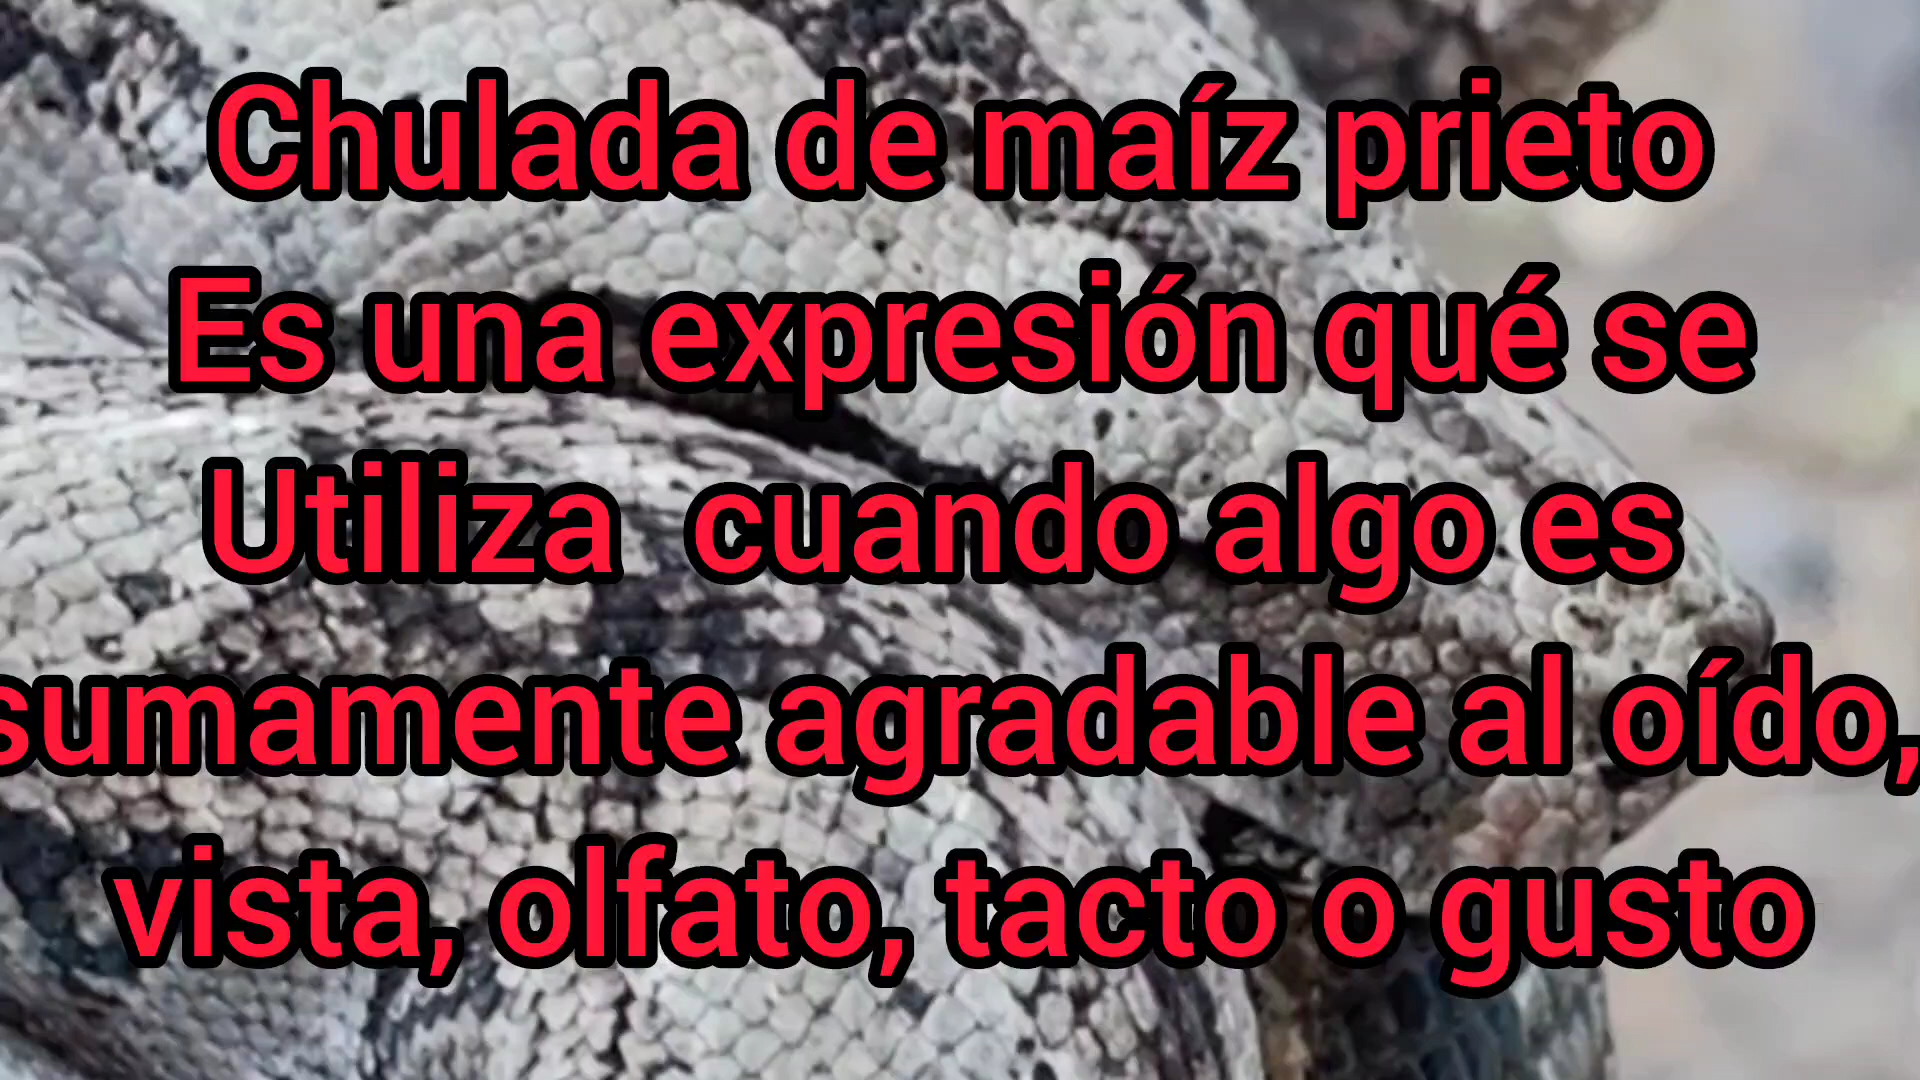 Chulada de maíz prieto
Es una expresión qué se
Utiliza cuando algo es
sumamente agradable al oído,
vista, olfato, tacto o gusto